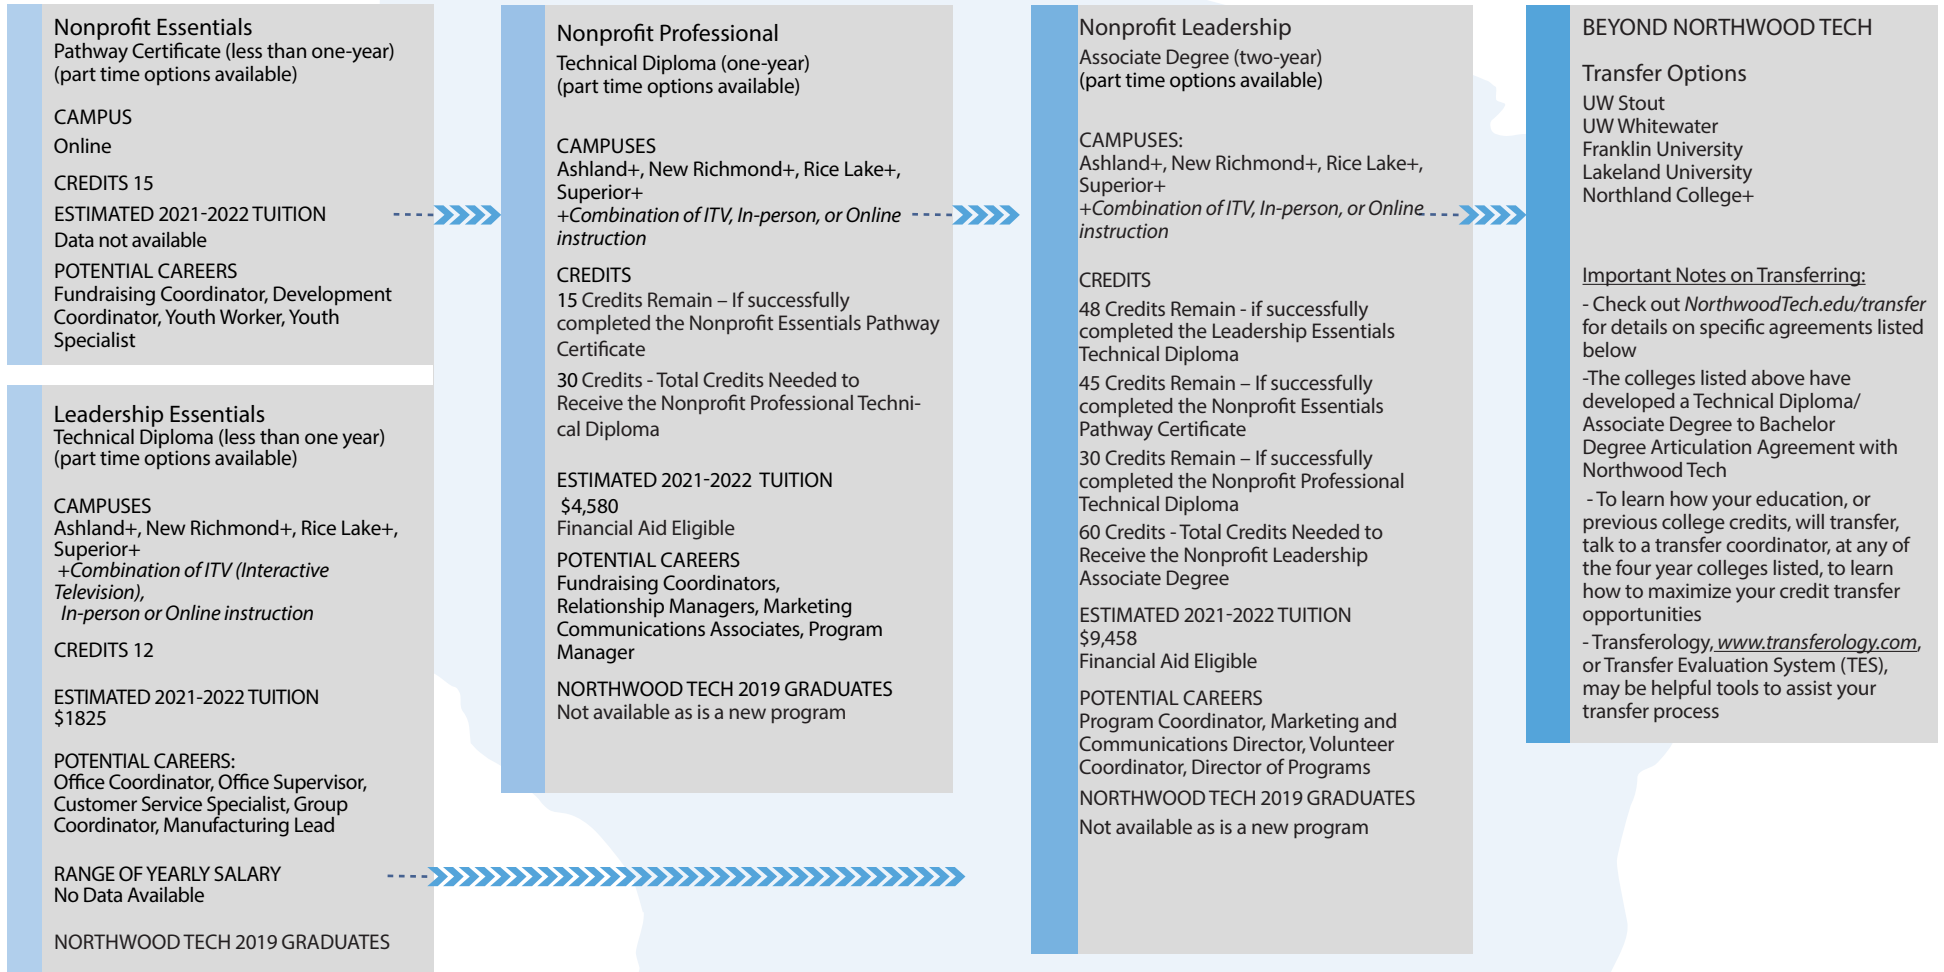 Nonprofit Essentials
Pathway Certificate (less than one-year)
(part time options available)
CAMPUS
Online
CREDITS 15
ESTIMATED 2021-2022 TUITION
Data not available
POTENTIAL CAREERS
Fundraising Coordinator, Development
Coordinator, Youth Worker, Youth
Specialist
Leadership Essentials
Technical Diploma (less than one year)
(part time options available)
CAMPUSES
Ashland+, New Richmond+, Rice Lake+,
Superior+
+Combination of ITV (Interactive
Television),
In-person or Online instruction
CREDITS 12
ESTIMATED 2021-2022 TUITION
$1825
POTENTIAL CAREERS:
Office Coordinator, Office Supervisor,
Customer Service Specialist, Group
Coordinator, Manufacturing Lead
RANGE OF YEARLY SALARY
No Data Available
NORTHWOOD TECH 2019 GRADUATES
Nonprofit Professional
Technical Diploma (one-year)
(part time options available)
CAMPUSES
Ashland+, New Richmond+, Rice Lake+,
Superior+
+Combination of ITV, In-person, or Online
instruction
CREDITS
15 Credits Remain – If successfully
completed the Nonprofit Essentials Pathway
Certificate
30 Credits - Total Credits Needed to
Receive the Nonprofit Professional Techni-
cal Diploma
ESTIMATED 2021-2022 TUITION
$4,580
Financial Aid Eligible
POTENTIAL CAREERS
Fundraising Coordinators,
Relationship Managers, Marketing
Communications Associates, Program
Manager
NORTHWOOD TECH 2019 GRADUATES
Not available as is a new program
Nonprofit Leadership
Associate Degree (two-year)
(part time options available)
CAMPUSES:
Ashland+, New Richmond+, Rice Lake+,
Superior+
+Combination of ITV, In-person, or Online
instruction
CREDITS
48 Credits Remain - if successfully
completed the Leadership Essentials
Technical Diploma
45 Credits Remain – If successfully
completed the Nonprofit Essentials
Pathway Certificate
30 Credits Remain – If successfully
completed the Nonprofit Professional
Technical Diploma
60 Credits - Total Credits Needed to
Receive the Nonprofit Leadership
Associate Degree
ESTIMATED 2021-2022 TUITION
$9,458
Financial Aid Eligible
POTENTIAL CAREERS
Program Coordinator, Marketing and
Communications Director, Volunteer
Coordinator, Director of Programs
NORTHWOOD TECH 2019 GRADUATES
Not available as is a new program
BEYOND NORTHWOOD TECH
Transfer Options
UW Stout
UW Whitewater
Franklin University
Lakeland University
Northland College+
Important Notes on Transferring:
- Check out NorthwoodTech.edu/transfer
for details on specific agreements listed
below
-The colleges listed above have
developed a Technical Diploma/
Associate Degree to Bachelor
Degree Articulation Agreement with
Northwood Tech
- To learn how your education, or
previous college credits, will transfer,
talk to a transfer coordinator, at any of
the four year colleges listed, to learn
how to maximize your credit transfer
opportunities
- Transferology, www.transferology.com,
or Transfer Evaluation System (TES),
may be helpful tools to assist your
transfer process